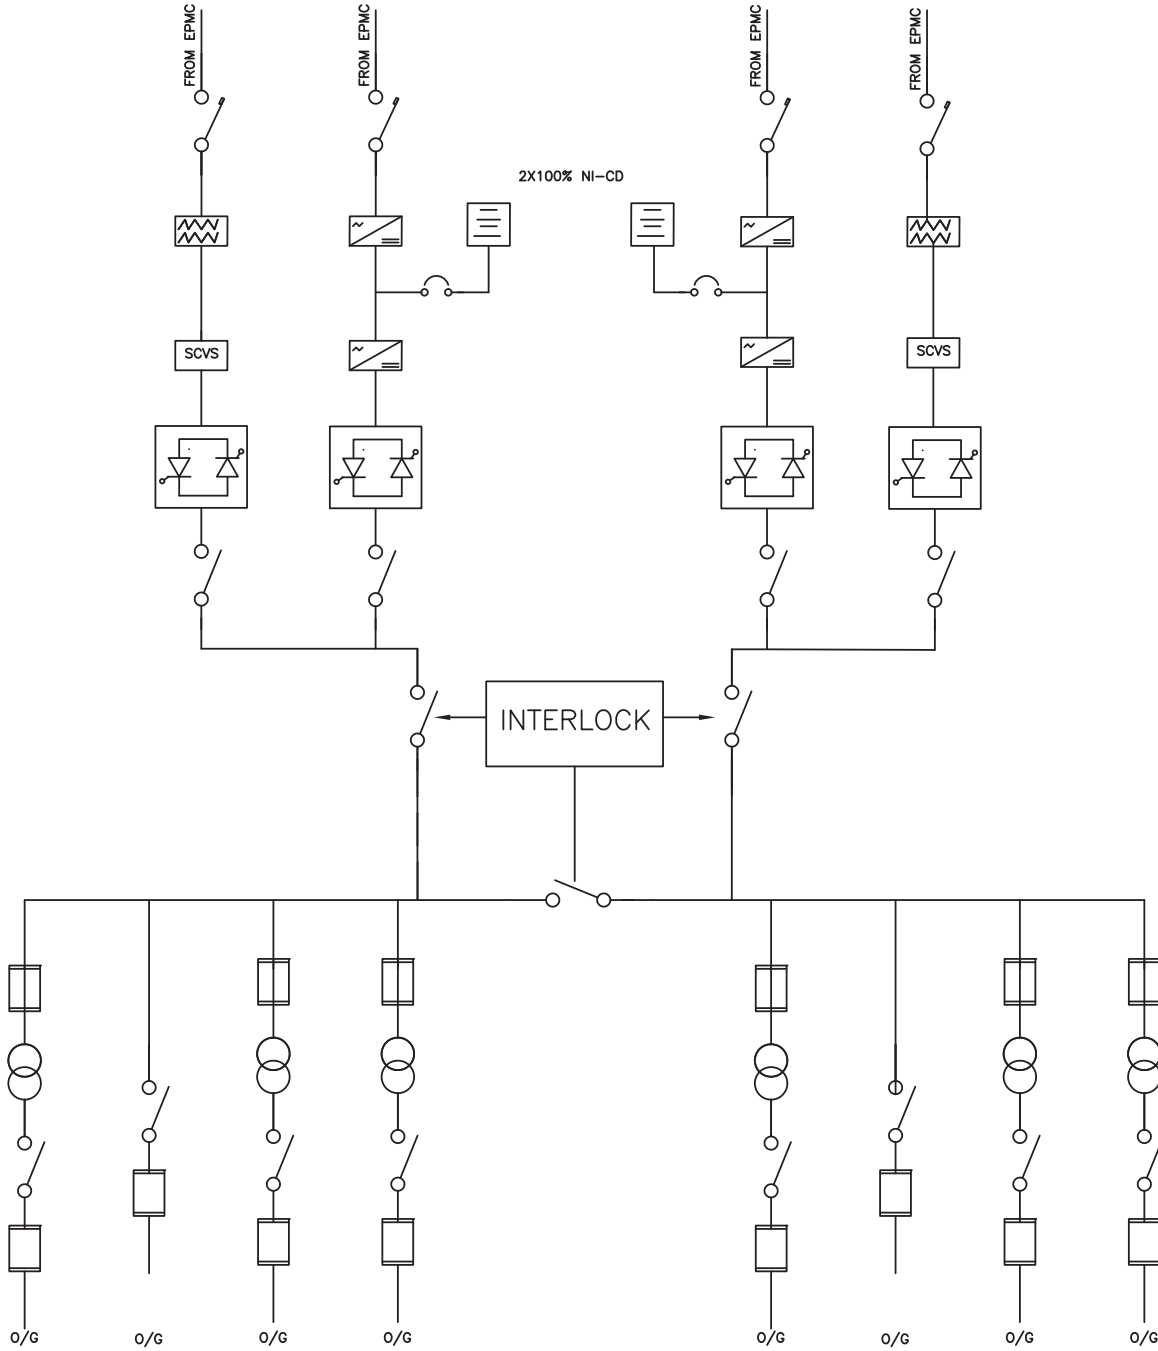 FROM EPMC
FROM EPMC
FROM EPMC
FROM EPMC
2X100% NI-CD
SCVS
SCVS
INTERLOCK
O/G
O/G
O/G
O/G
O/G
O/G
O/G
O/G